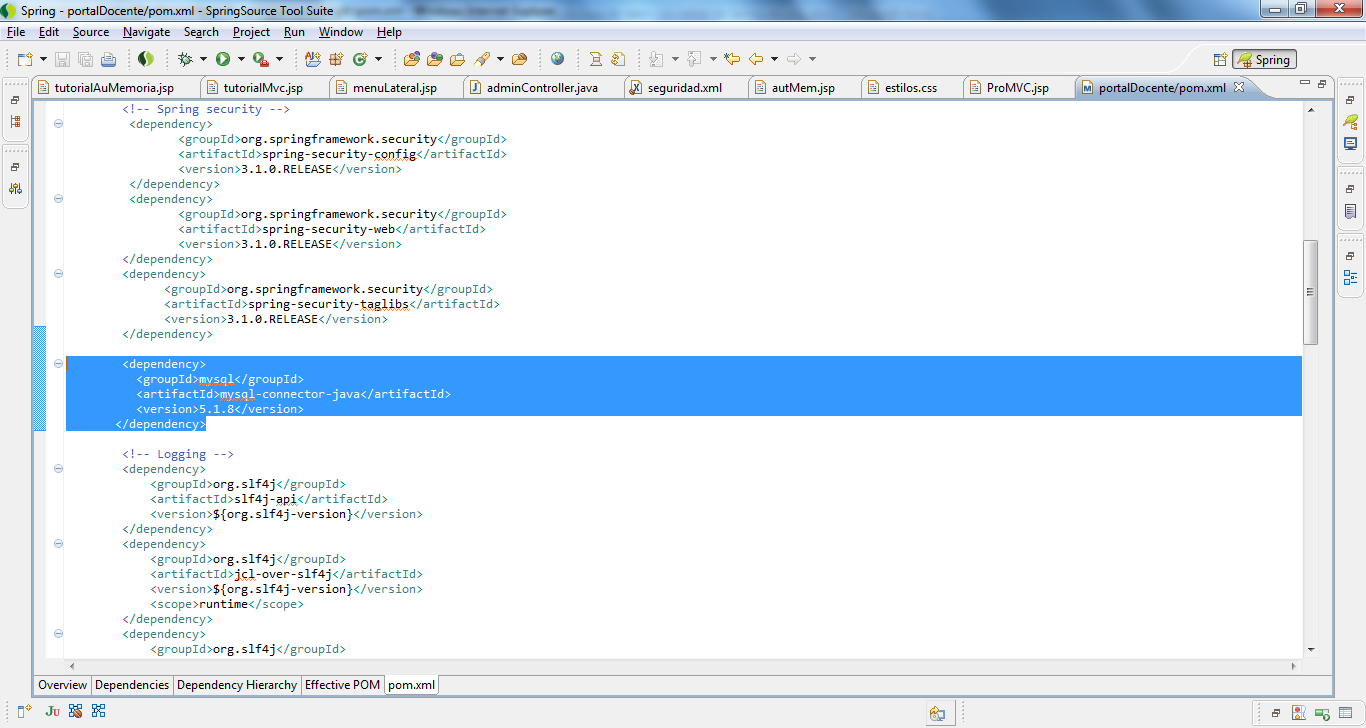 Spring - portalDocente/pom.xml - SpringSource Tool Suite
File Edit Source Navigate Search Project Run Window Help
Spring
tutorialAuMemoria.jsp tutorialMvc.jsp menuLateral.jsp adminController.java seguridad.xml autMem.jsp estilos.css ProMVC.jsp portalDocente/pom.xml
<!-- Spring security -->
<dependency>
<groupId>org.springframework.security</groupId>
<artifactId>spring-security-config</artifactId>
<version>3.1.0.RELEASE</version>
</dependency>
<dependency>
<groupId>org.springframework.security</groupId>
<artifactId>spring-security-web</artifactId>
<version>3.1.0.RELEASE</version>
</dependency>
<dependency>
<groupId>org.springframework.security</groupId>
<artifactId>spring-security-taglibs</artifactId>
<version>3.1.0.RELEASE</version>
</dependency>
<dependency>
<groupId>mysql</groupId>
<artifactId>mysql-connector-java</artifactId>
<version>5.1.8</version>
</dependency>
<!-- Logging -->
<dependency>
<groupId>org.slf4j</groupId>
<artifactId>slf4j-api</artifactId>
<version>${org.slf4j-version}</version>
</dependency>
<dependency>
<groupId>org.slf4j</groupId>
<artifactId>jcl-over-slf4j</artifactId>
<version>${org.slf4j-version}</version>
<scope>runtime</scope>
</dependency>
<dependency>
<groupId>org.slf4j</groupId>
Overview Dependencies Dependency Hierarchy Effective POM pom.xml